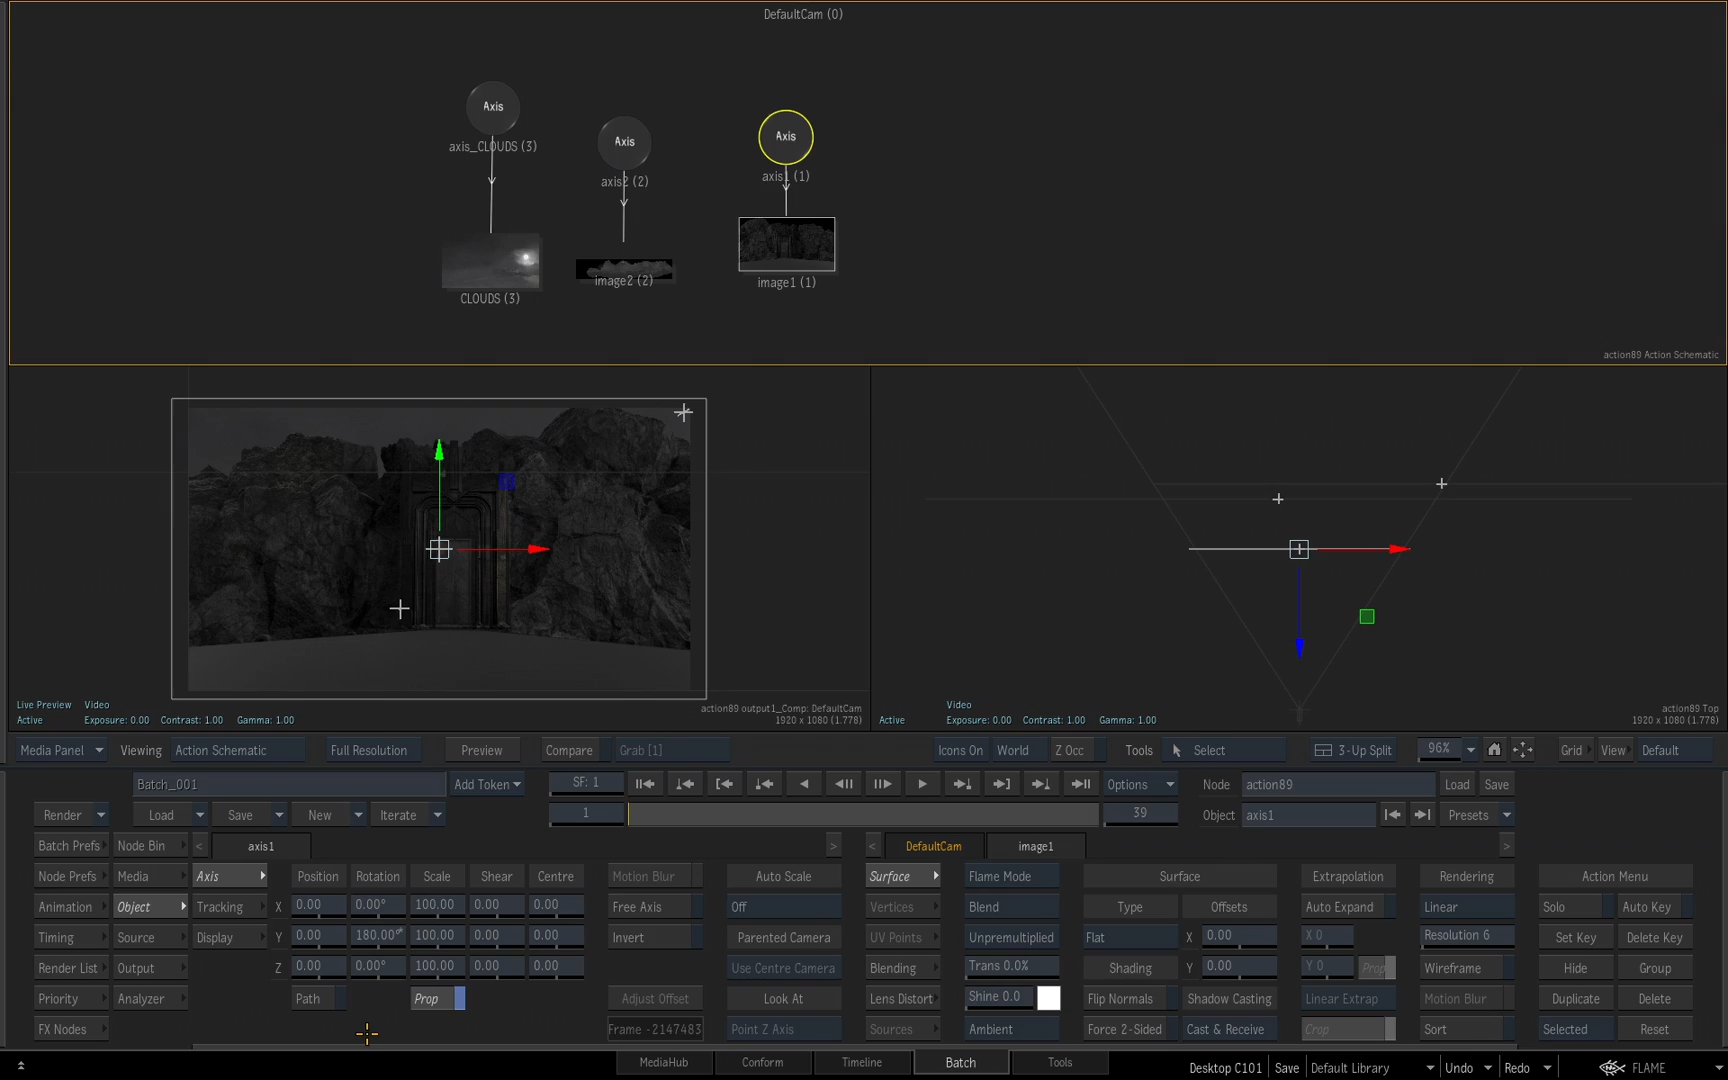 DefaultCam (0)
Axis
axis_CLOUDS (3)
Axis
axis2 (2)
Axis
axis1 (1)
CLOUDS (3)
image2 (2)
image1 (1)
action89 Action Schematic
Live Preview Video
Active Exposure: 0.00 Contrast: 1.00 Gamma: 1.00
action89 output1_Comp: DefaultCam
1920 x 1080 (1.778)
Video
Active Exposure: 0.00 Contrast: 1.00 Gamma: 1.00
action89 Top
1920 x 1080 (1.778)
Media Panel Viewing Action Schematic Full Resolution Preview Compare Grab [1] Icons On World Z Occ Tools Select 3-Up Split 96% Grid View Default
Batch_001 Add Token SF: 1 Options Node action89 Load Save
Render Load Save New Iterate 1 39 Object axis1 Presets
Batch Prefs Node Bin < axis1 > < DefaultCam image1 >
Node Prefs Media Axis Position Rotation Scale Shear Centre Motion Blur Auto Scale Surface Flame Mode Surface Extrapolation Rendering Action Menu
Animation Object Tracking X 0.00 0.00° 100.00 0.00 0.00 Free Axis Off Vertices Blend Type Offsets Auto Expand Linear Solo Auto Key
Timing Source Display Y 0.00 180.00° 100.00 0.00 0.00 Invert Parented Camera UV Points Unpremultiplied Flat X 0.00 X 0 Resolution 6 Set Key Delete Key
Render List Output Z 0.00 0.00° 100.00 0.00 0.00 Use Centre Camera Blending Trans 0.0% Shading Y 0.00 Y 0 Prop Wireframe Hide Group
Priority Analyzer Path Prop Adjust Offset Look At Lens Distort Shine 0.0 Flip Normals Shadow Casting Linear Extrap Motion Blur Duplicate Delete
FX Nodes Frame -2147483 Point Z Axis Sources Ambient Force 2-Sided Cast & Receive Crop Sort Selected Reset
MediaHub Conform Timeline Batch Tools Desktop C101 Save Default Library Undo Redo FLAME